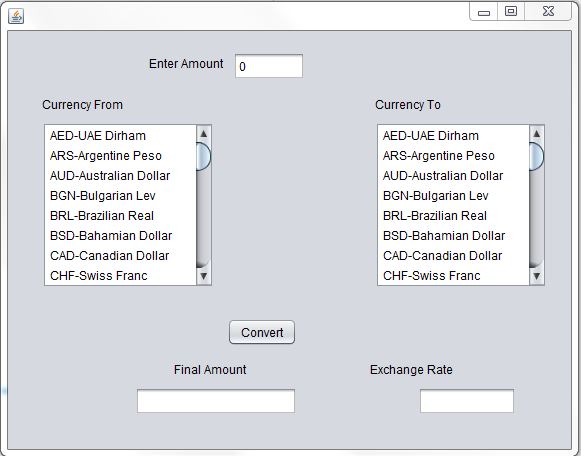 Enter Amount 0
Currency From
Currency To
AED-UAE Dirham
ARS-Argentine Peso
AUD-Australian Dollar
BGN-Bulgarian Lev
BRL-Brazilian Real
BSD-Bahamian Dollar
CAD-Canadian Dollar
CHF-Swiss Franc
AED-UAE Dirham
ARS-Argentine Peso
AUD-Australian Dollar
BGN-Bulgarian Lev
BRL-Brazilian Real
BSD-Bahamian Dollar
CAD-Canadian Dollar
CHF-Swiss Franc
Convert
Final Amount
Exchange Rate